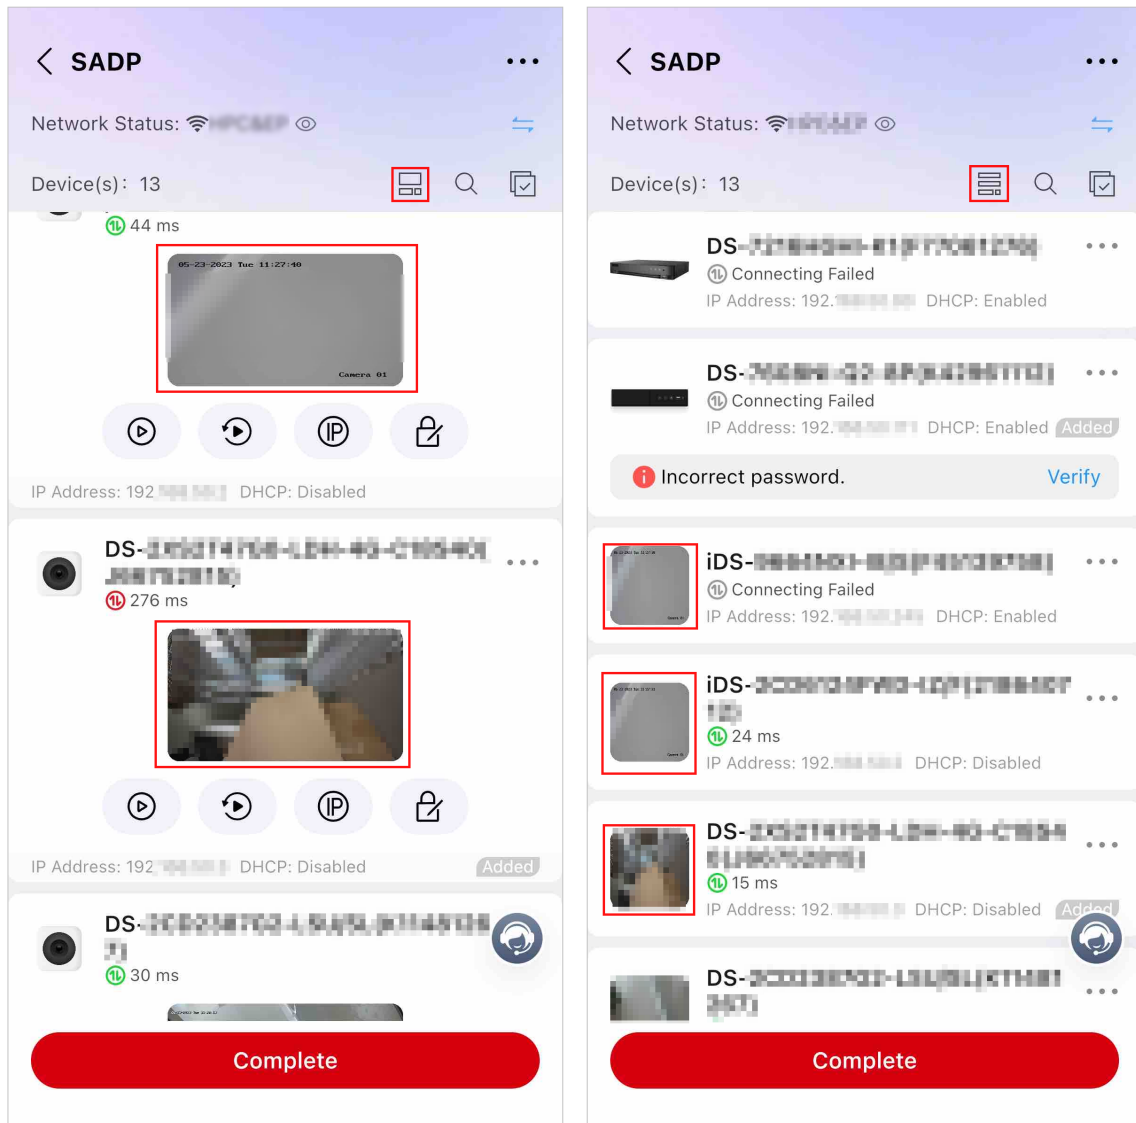 SADP
Network Status:
Device(s): 13
44 ms
05-23-2023 Tue 11:27:40
Camera 01
IP Address: 192 DHCP: Disabled
DS-
276 ms
IP Address: 192 DHCP: Disabled Added
DS-
30 ms
Complete
SADP
Network Status:
Device(s): 13
DS-
Connecting Failed
IP Address: 192. DHCP: Enabled
DS-
Connecting Failed
IP Address: 192. DHCP: Enabled Added
Incorrect password. Verify
iDS-
Connecting Failed
IP Address: 192. DHCP: Enabled
iDS-
24 ms
IP Address: 192. DHCP: Disabled
DS-
15 ms
IP Address: 192. DHCP: Disabled Added
DS-
Complete